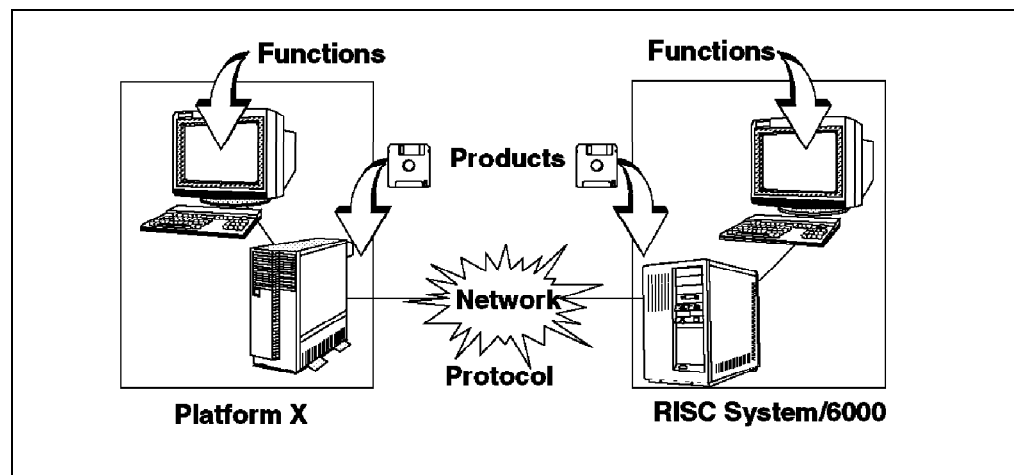 Functions
Functions
Products
Network
Protocol
Platform X
RISC System/6000